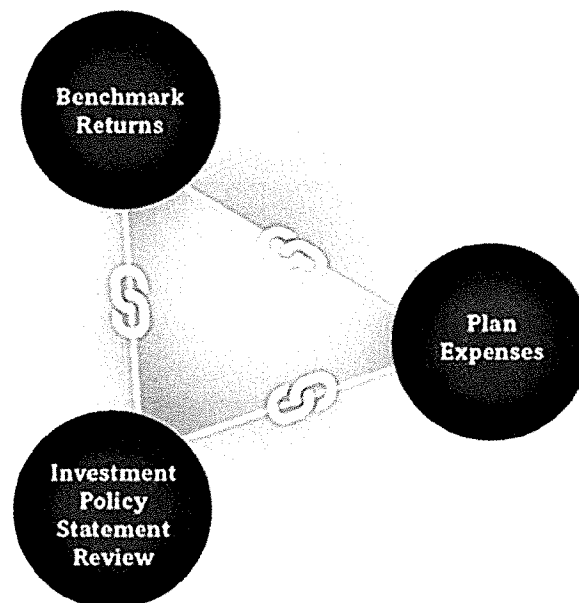 Benchmark
Returns
Plan
Expenses
Investment
Policy
Statement
Review